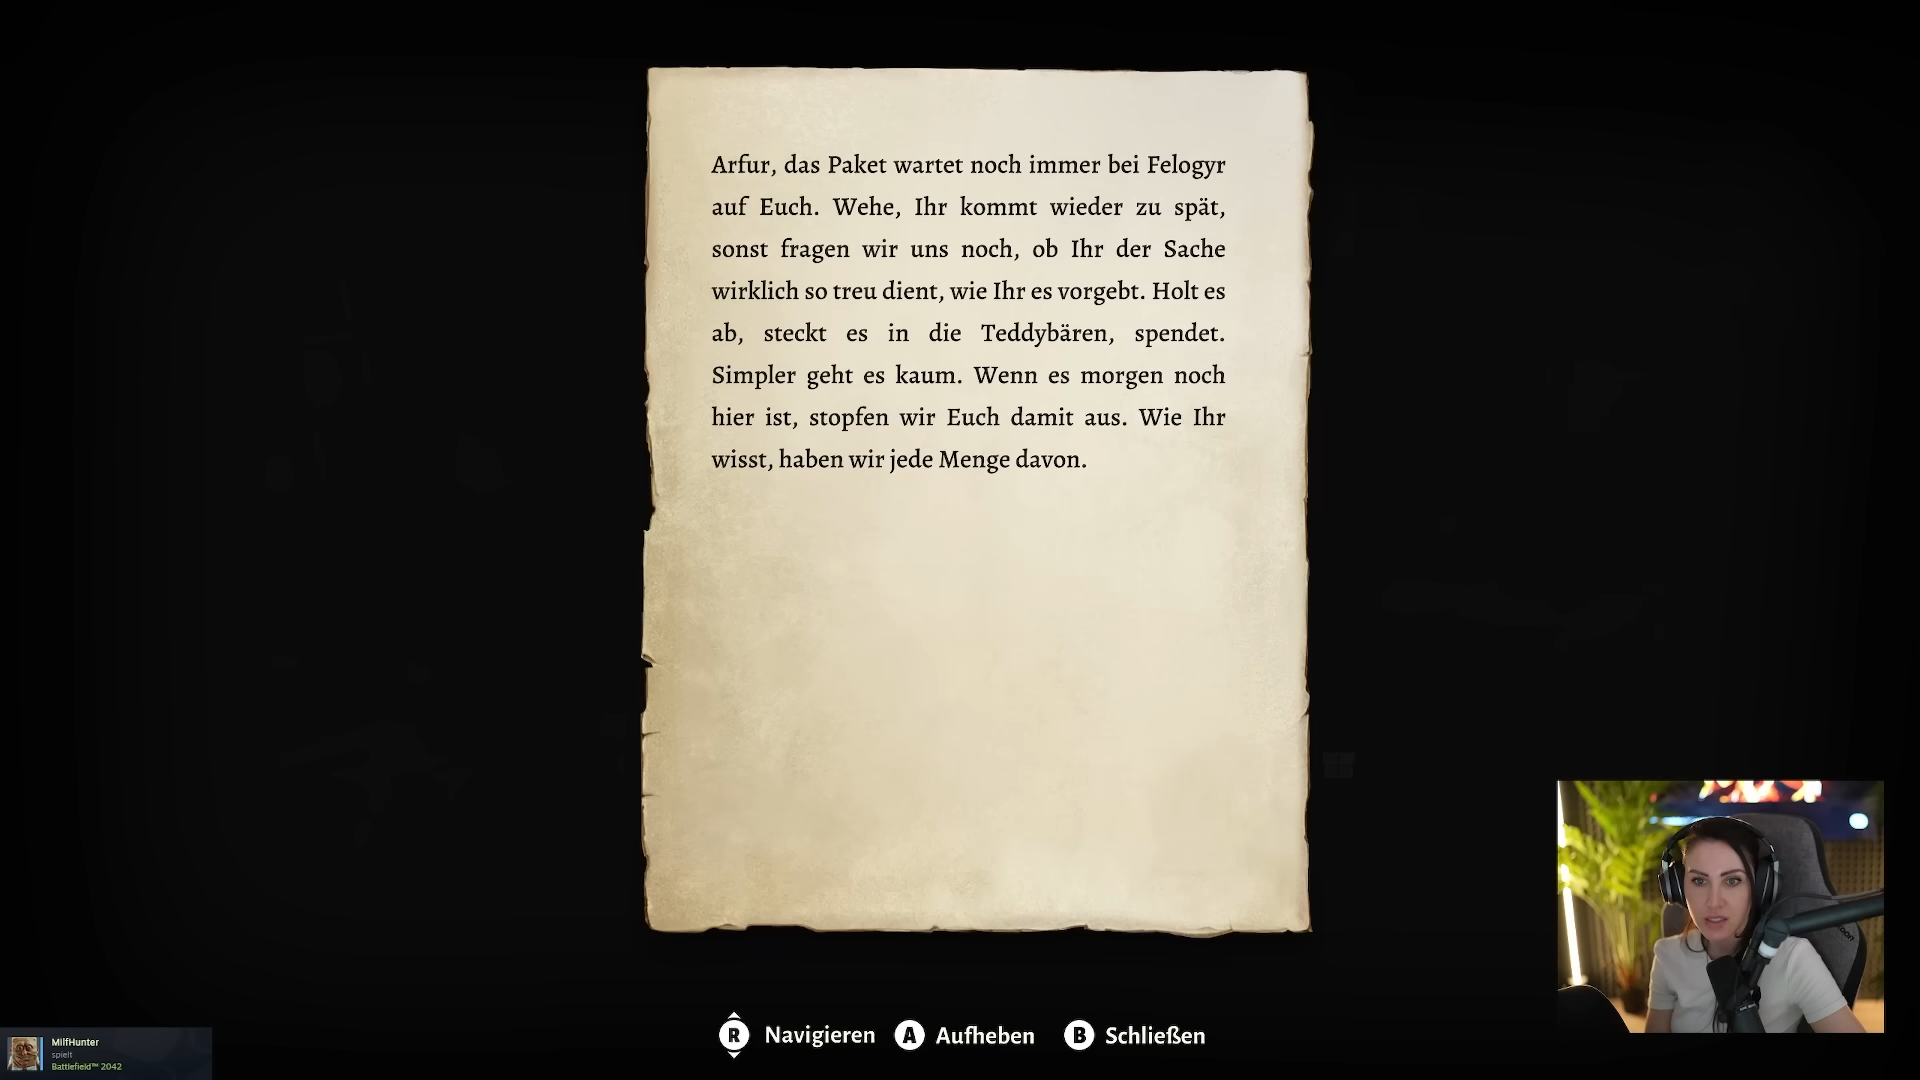 Arfur, das Paket wartet noch immer bei Felogyr
auf Euch. Wehe, Ihr kommt wieder zu spät,
sonst fragen wir uns noch, ob Ihr der Sache
wirklich so treu dient, wie Ihr es vorgebt. Holt es
ab, steckt es in die Teddybären, spendet.
Simpler geht es kaum. Wenn es morgen noch
hier ist, stopfen wir Euch damit aus. Wie Ihr
wisst, haben wir jede Menge davon.
R Navigieren A Aufheben B Schließen
MilfHunter
spielt
Battlefield™ 2042